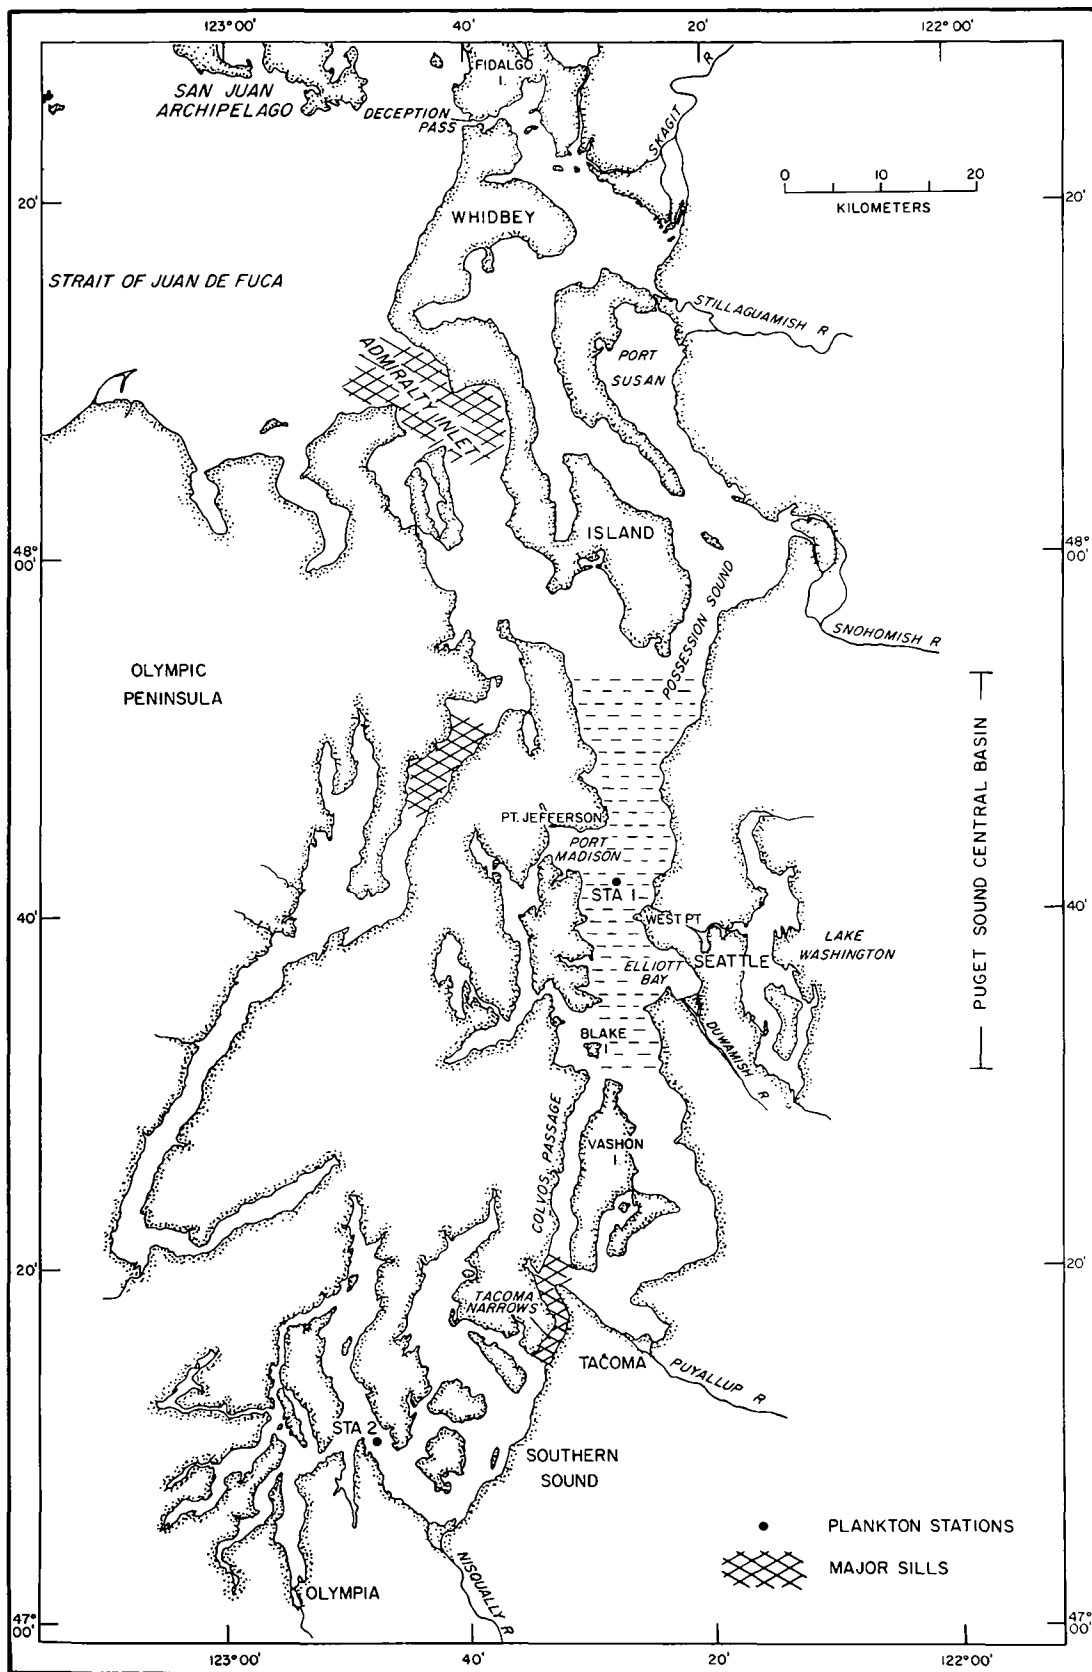 123° 00'
40'
20'
122° 00'
FIDALGO
I.
SAN JUAN
ARCHIPELAGO
DECEPTION
PASS
SKAGIT R
0 10 20
KILOMETERS
20'
20'
WHIDBEY
STRAIT OF JUAN DE FUCA
STILLAGUAMISH R
ADMIRALTY INLET
PORT
SUSAN
ISLAND
48°
00'
48°
00'
POSSESSION SOUND
SNOHOMISH R
OLYMPIC
PENINSULA
PUGET SOUND CENTRAL BASIN
PT. JEFFERSON
PORT
MADISON
STA 1
40'
40'
WEST PT
LAKE
WASHINGTON
SEATTLE
ELLIOTT
BAY
BLAKE
I
DUWAMISH R
COLVOS PASSAGE
VASHON
I.
20'
20'
TACOMA
NARROWS
TACOMA
PUYALLUP R
STA 2
SOUTHERN
SOUND
PLANKTON STATIONS
MAJOR SILLS
OLYMPIA
NISQUALLY R
47°
00'
47°
00'
123° 00'
40'
20'
122° 00'